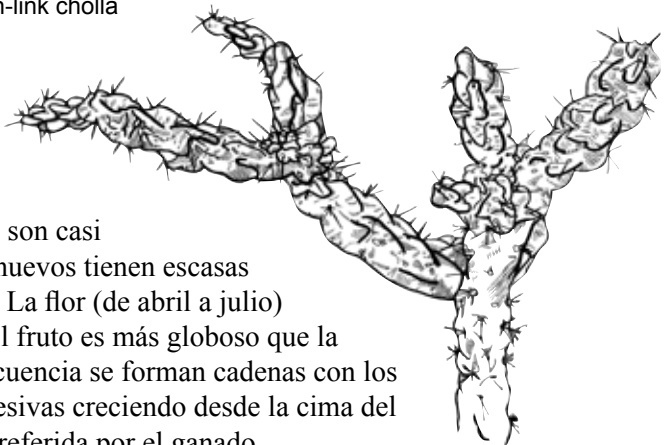 -link cholla
son casi
nuevos tienen escasas
La flor (de abril a julio)
l fruto es más globoso que la
cuencia se forman cadenas con los
esivas creciendo desde la cima del
referida por el ganado